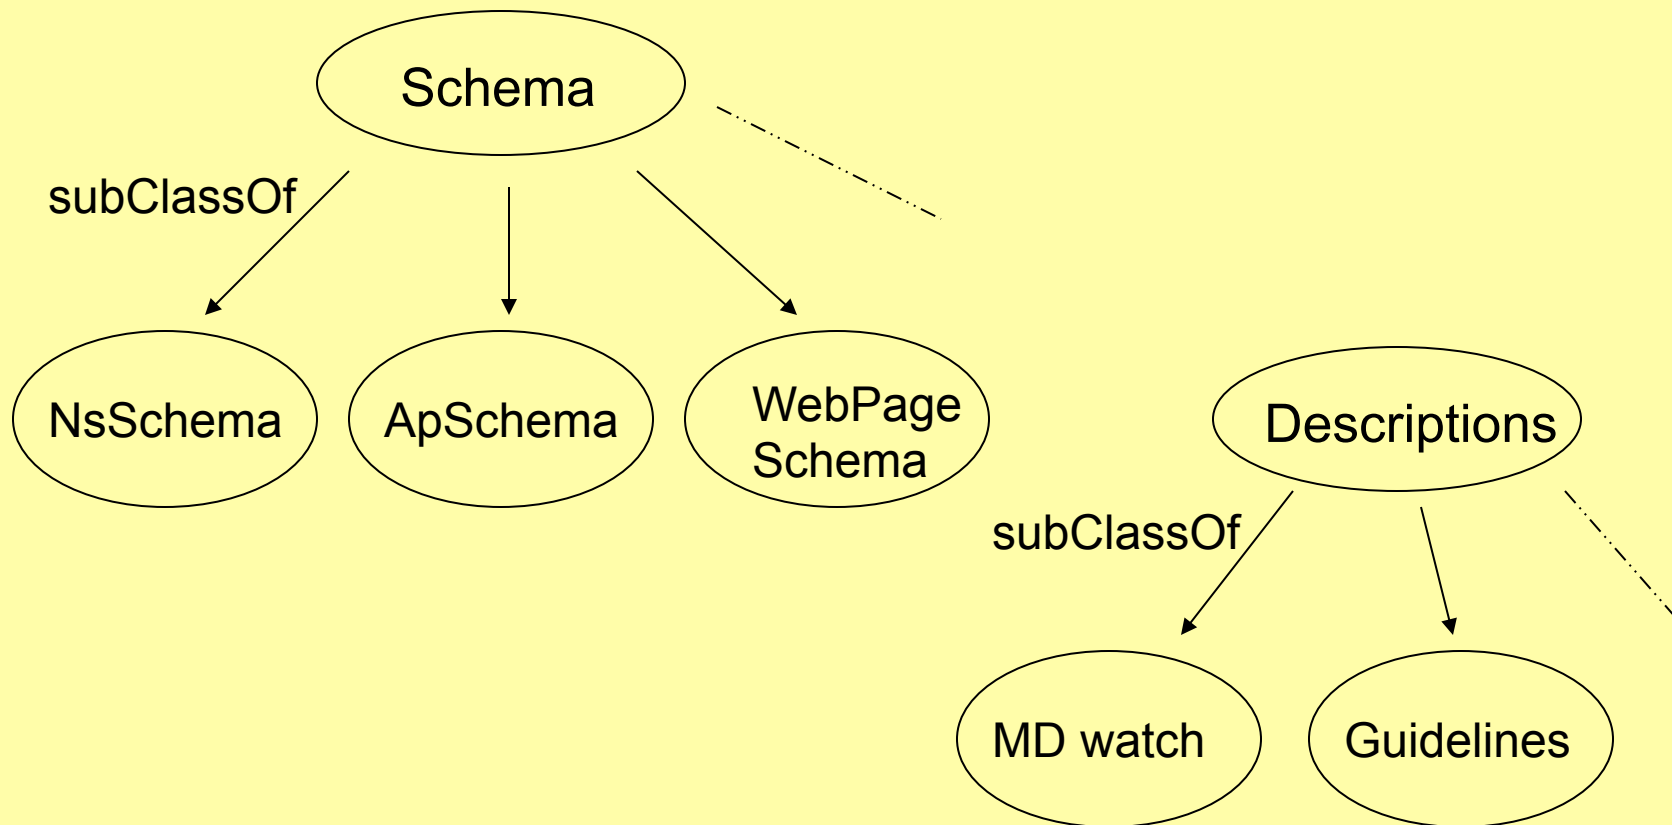 Schema
subClassOf
NsSchema
ApSchema
WebPage
Schema
Descriptions
subClassOf
MD watch
Guidelines